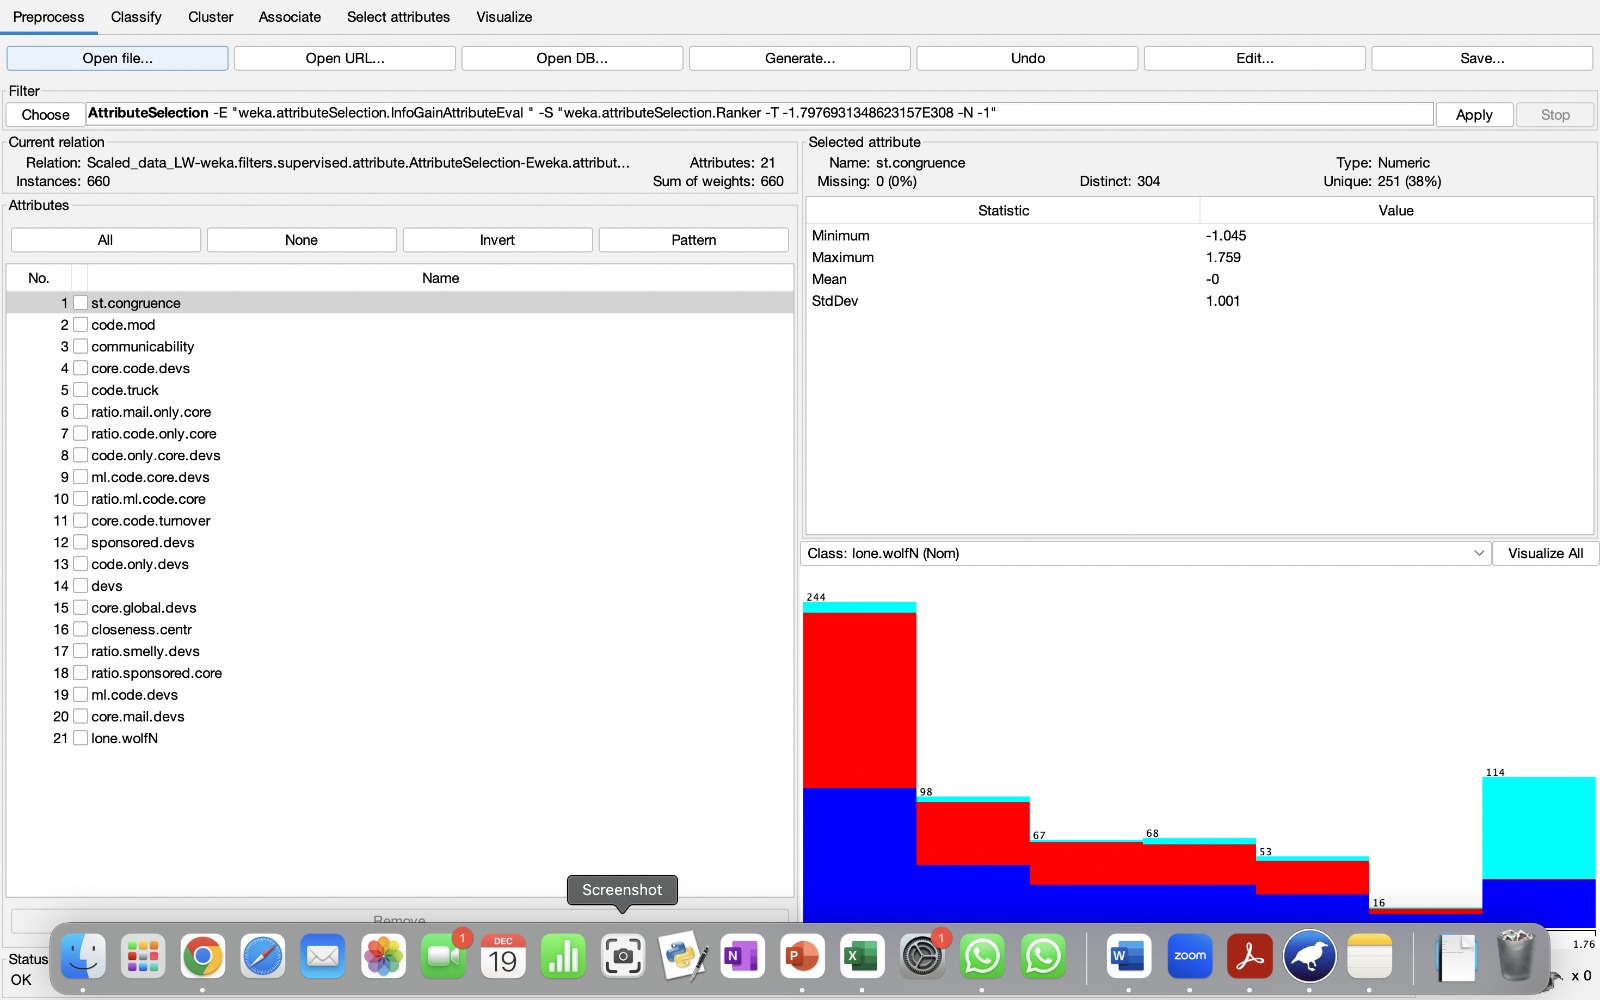 Preprocess Classify Cluster Associate Select attributes Visualize
Open file... Open URL... Open DB... Generate... Undo Edit... Save...
Filter
Choose AttributeSelection -E "weka.attributeSelection.InfoGainAttributeEval " -S "weka.attributeSelection.Ranker -T -1.7976931348623157E308 -N -1" Apply Stop
Current relation
Relation: Scaled_data_LW-weka.filters.supervised.attribute.AttributeSelection-Eweka.attribut... Attributes: 21
Instances: 660 Sum of weights: 660
Attributes
All None Invert Pattern
No. Name
1 st.congruence
2 code.mod
3 communicability
4 core.code.devs
5 code.truck
6 ratio.mail.only.core
7 ratio.code.only.core
8 code.only.core.devs
9 ml.code.core.devs
10 ratio.ml.code.core
11 core.code.turnover
12 sponsored.devs
13 code.only.devs
14 devs
15 core.global.devs
16 closeness.centr
17 ratio.smelly.devs
18 ratio.sponsored.core
19 ml.code.devs
20 core.mail.devs
21 lone.wolfN
Remove
Selected attribute
Name: st.congruence Type: Numeric
Missing: 0 (0%) Distinct: 304 Unique: 251 (38%)
Statistic Value
Minimum -1.045
Maximum 1.759
Mean -0
StdDev 1.001
Class: lone.wolfN (Nom) Visualize All
244
98
67
68
53
16
114
1.76
Screenshot
Status
OK
x 0
1
DEC
19
N
P
X
1
W
zoom